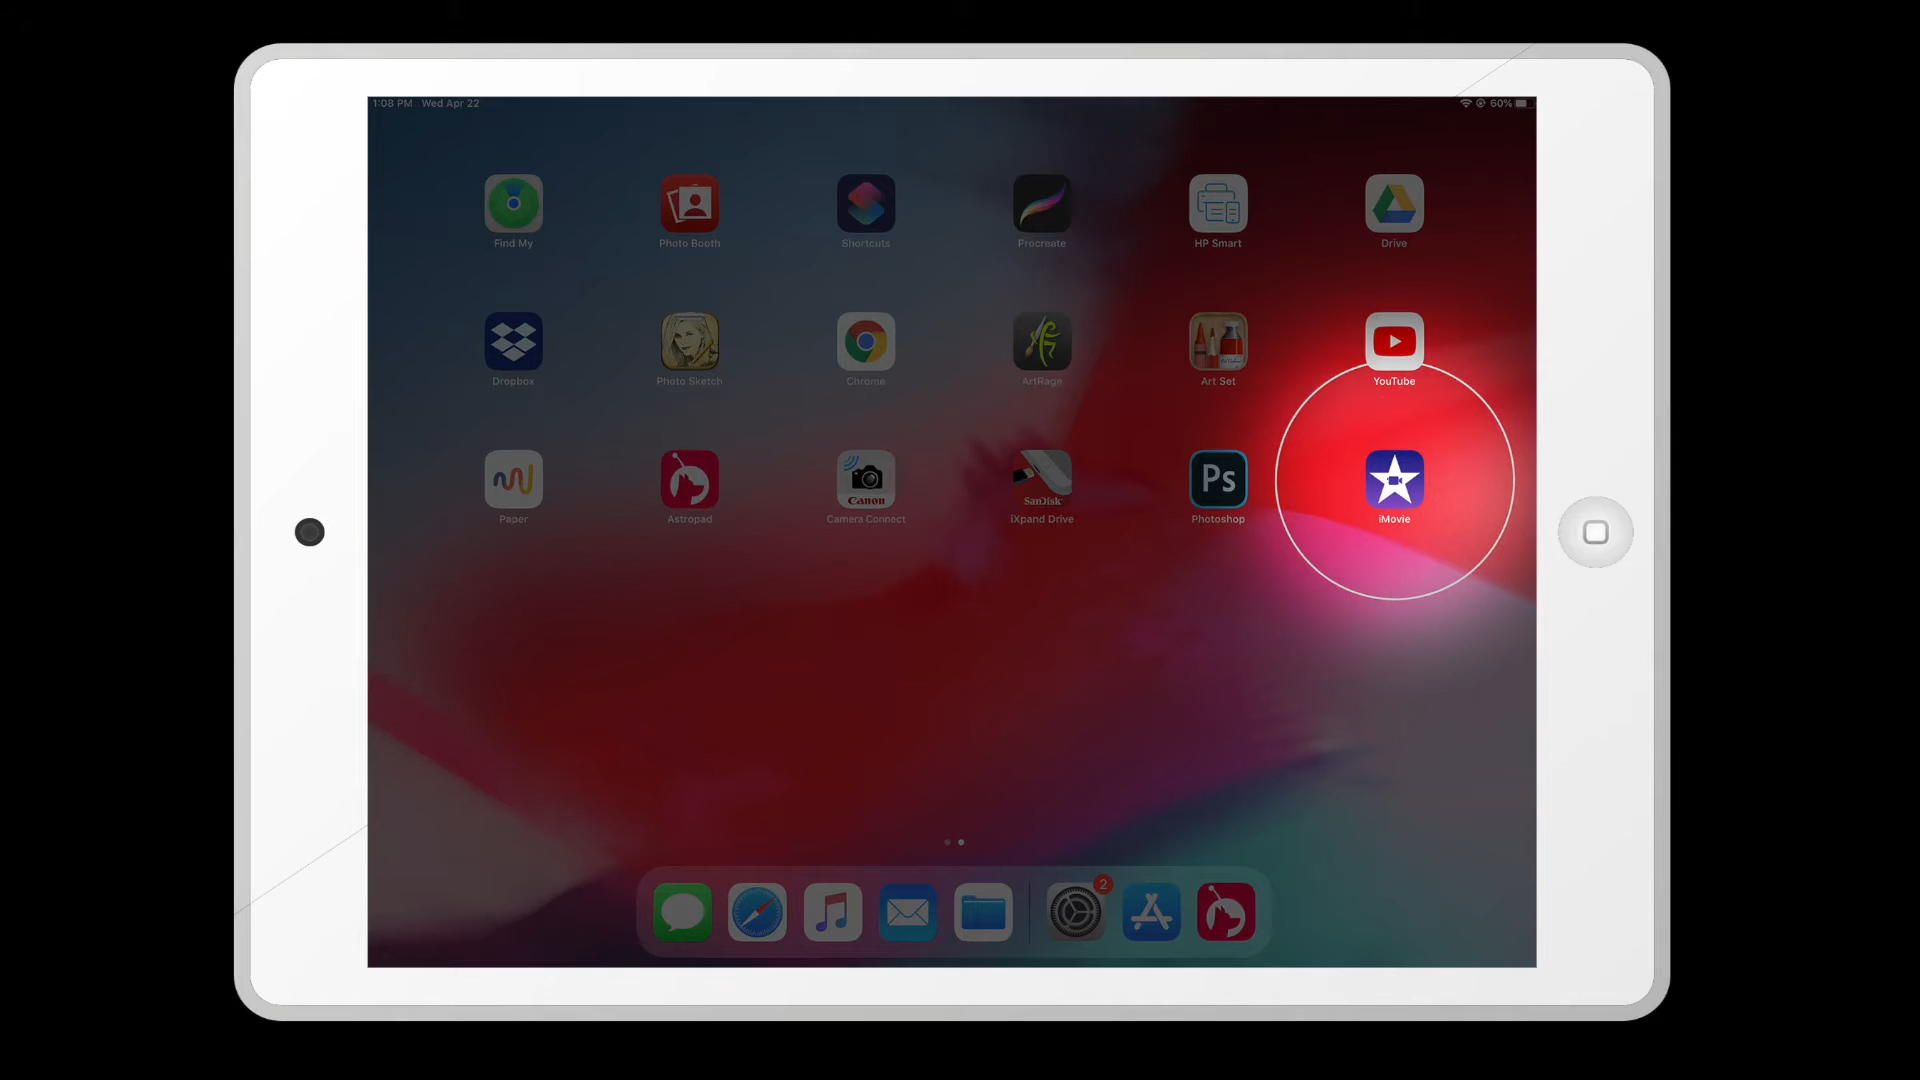 1:08 PM Wed Apr 22 60%
Find My Photo Booth Shortcuts Procreate HP Smart Drive
Dropbox Photo Sketch Chrome ArtRage Art Set YouTube
Canon SanDisk Ps
Paper Astropad Camera Connect iXpand Drive Photoshop iMovie
2